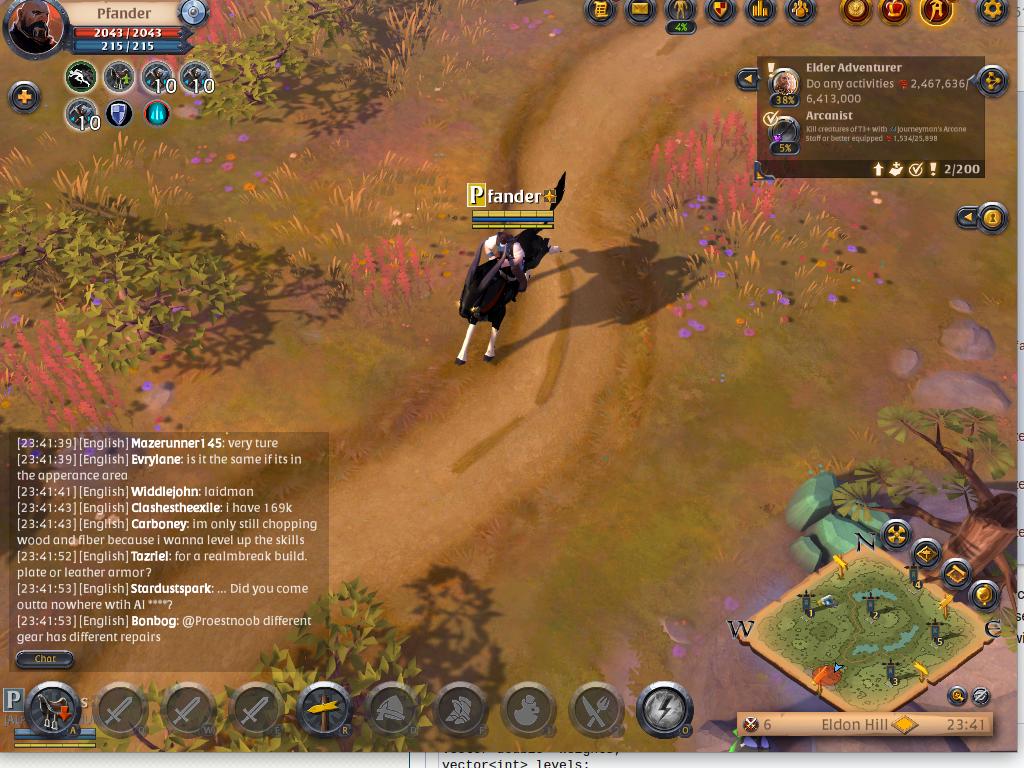 Pfander
2043 / 2043
215 / 215
10
10
10
4%
Elder Adventurer
Do any activities 2,467,636/
6,413,000
38%
Arcanist
Kill creatures of T3+ with Journeyman's Arcane
Staff or better equipped 1,534/25,898
5%
2/200
Pfander
[23:41:39] [English] Mazerunner145: very ture
[23:41:39] [English] Evrylane: is it the same if its in
the apperance area
[23:41:41] [English] Widdlejohn: laidman
[23:41:43] [English] Clashestheexile: i have 169k
[23:41:43] [English] Carboney: im only still chopping
wood and fiber because i wanna level up the skills
[23:41:52] [English] Tazriel: for a realmbreak build.
plate or leather armor?
[23:41:53] [English] Stardustspark: ... Did you come
outta nowhere wtih AI ****?
[23:41:53] [English] Bonbog: @Proestnoob different
gear has different repairs
Chat
N
W
E
1
2
3
4
5
P
A
Q
W
E
R
D
F
O
6
Eldon Hill
23:41
vector<int> levels;